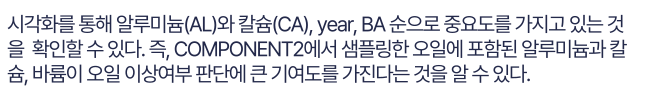 시각화를 통해 알루미늄(AL)와 칼슘(CA), year, BA 순으로 중요도를 가지고 있는 것
을 확인할 수 있다. 즉, COMPONENT2에서 샘플링한 오일에 포함된 알루미늄과 칼
슘, 바륨이 오일 이상여부 판단에 큰 기여도를 가진다는 것을 알 수 있다.